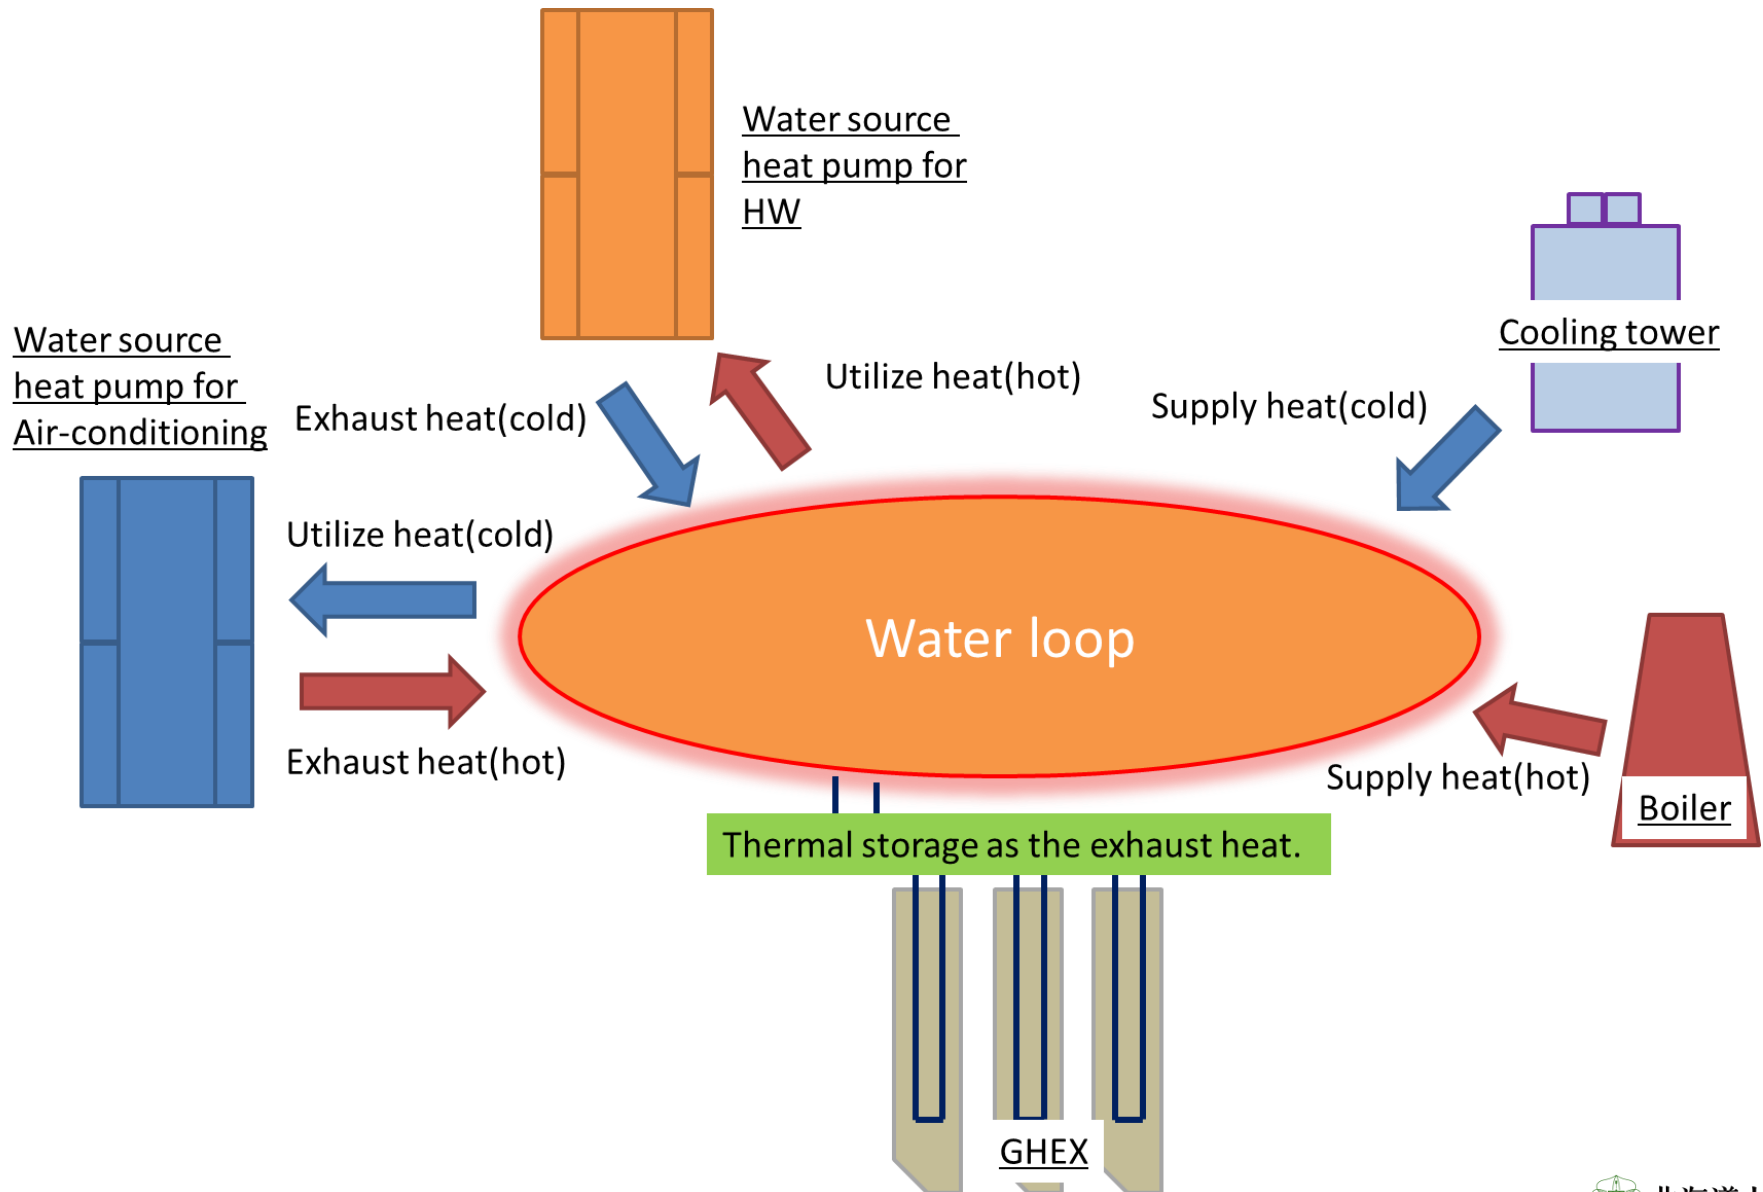 Water source
heat pump for
HW
Water source
heat pump for
Air-conditioning
Cooling tower
Utilize heat(hot)
Exhaust heat(cold)
Supply heat(cold)
Utilize heat(cold)
Water loop
Exhaust heat(hot)
Supply heat(hot)
Boiler
Thermal storage as the exhaust heat.
GHEX